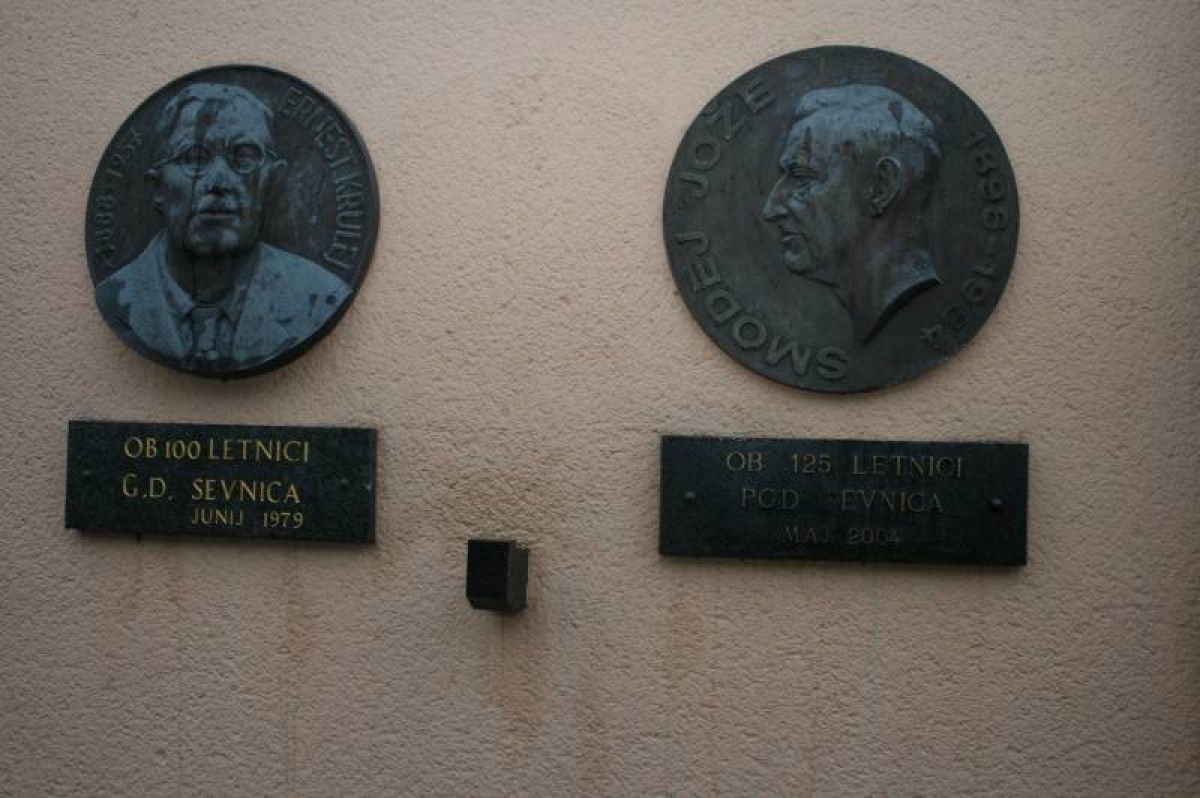 1888-1953 ERNEST KRULEJ
OB 100 LETNICI
G.D. SEVNICA
JUNIJ 1979
SMODEJ JOŽE 1896-1984
OB 125 LETNICI
PGD SEVNICA
MAJ 2004